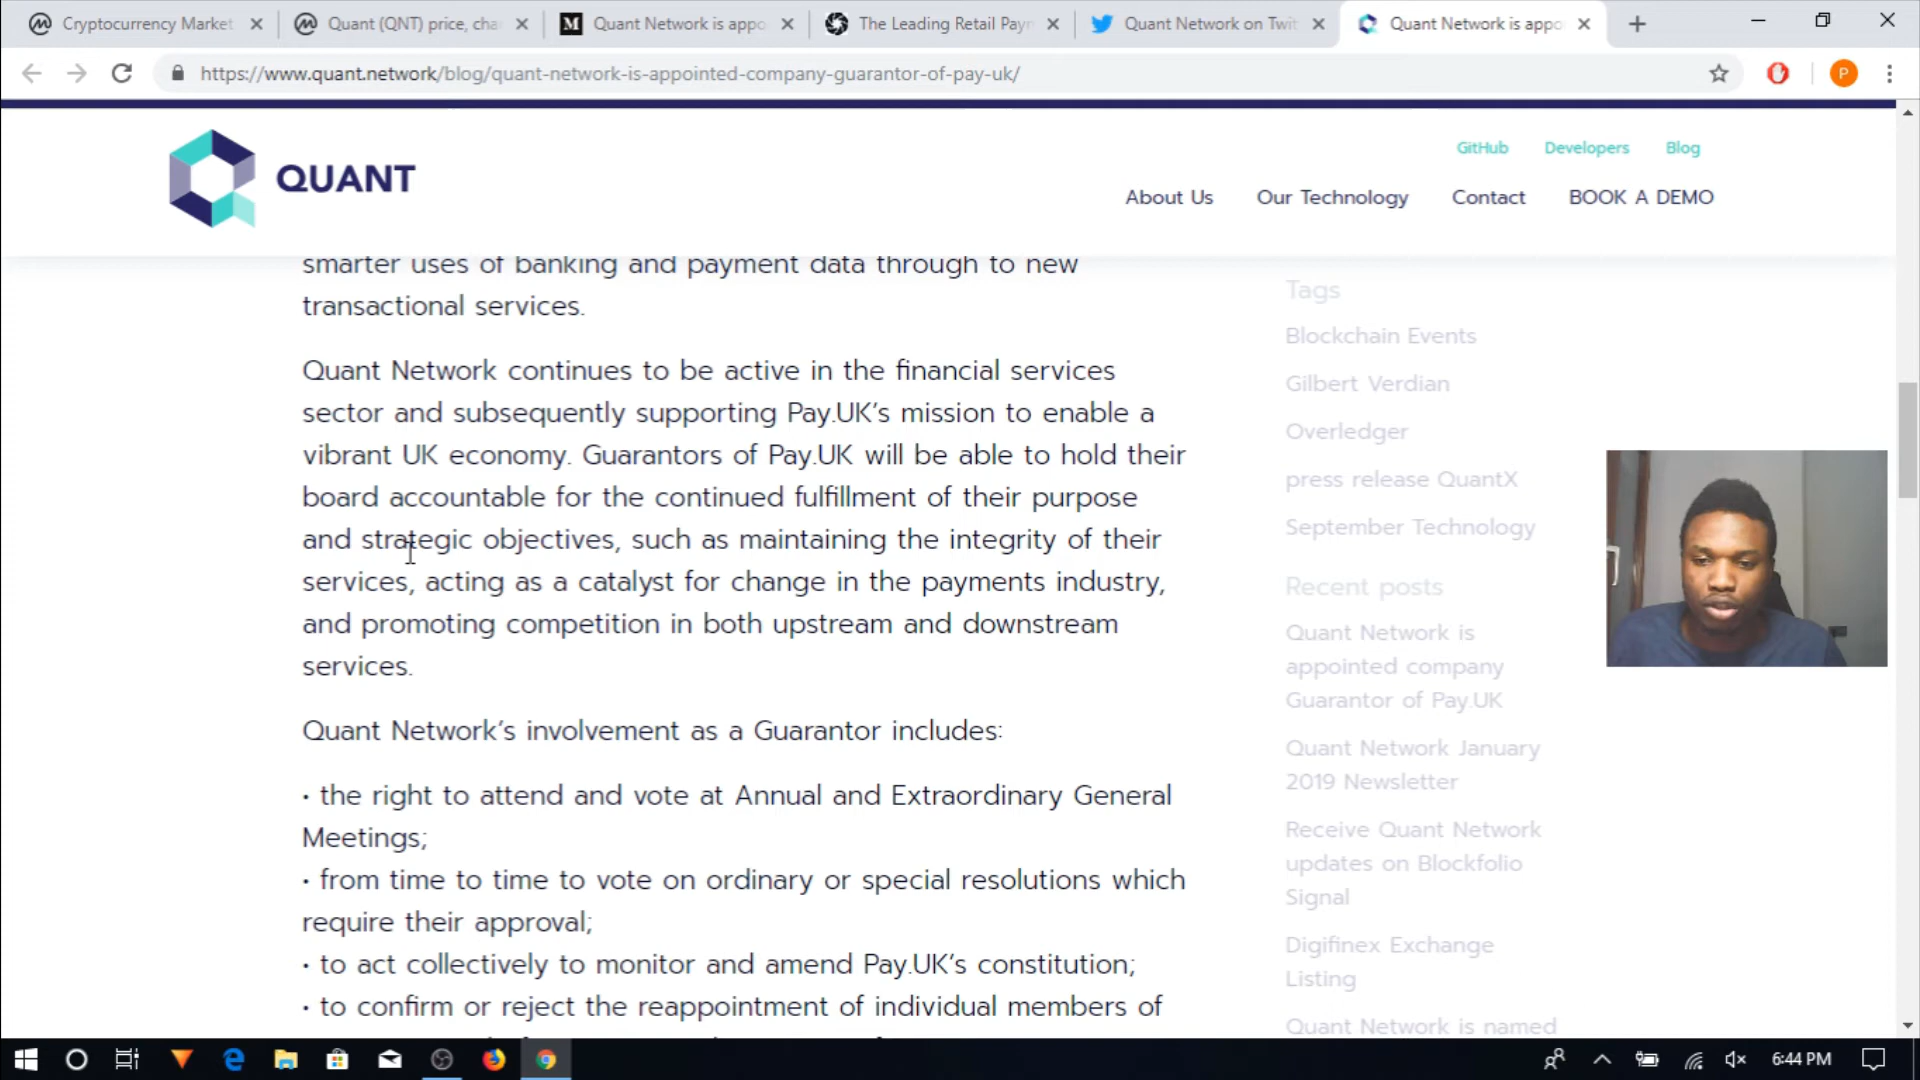 Cryptocurrency Market
Quant (QNT) price, cha
Quant Network is appo
The Leading Retail Payn
Quant Network on Twit
Quant Network is appo
https://www.quant.network/blog/quant-network-is-appointed-company-guarantor-of-pay-uk/
P
QUANT
GitHub Developers Blog
About Us Our Technology Contact BOOK A DEMO
smarter uses of banking and payment data through to new
transactional services.
Quant Network continues to be active in the financial services
sector and subsequently supporting Pay.UK’s mission to enable a
vibrant UK economy. Guarantors of Pay.UK will be able to hold their
board accountable for the continued fulfillment of their purpose
and strategic objectives, such as maintaining the integrity of their
services, acting as a catalyst for change in the payments industry,
and promoting competition in both upstream and downstream
services.
Quant Network’s involvement as a Guarantor includes:
• the right to attend and vote at Annual and Extraordinary General
Meetings;
• from time to time to vote on ordinary or special resolutions which
require their approval;
• to act collectively to monitor and amend Pay.UK’s constitution;
• to confirm or reject the reappointment of individual members of
Tags
Blockchain Events
Gilbert Verdian
Overledger
press release QuantX
September Technology
Recent posts
Quant Network is
appointed company
Guarantor of Pay.UK
Quant Network January
2019 Newsletter
Receive Quant Network
updates on Blockfolio
Signal
Digifinex Exchange
Listing
Quant Network is named
6:44 PM